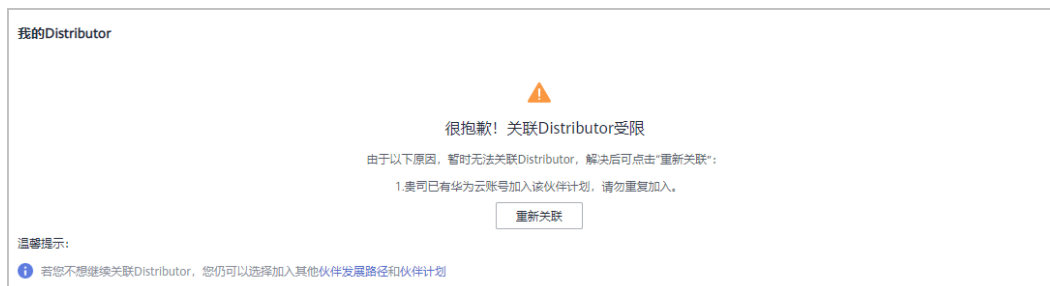 我的Distributor
很抱歉！关联Distributor受限
由于以下原因，暂时无法关联Distributor，解决后可点击“重新关联”：
1.贵司已有华为云账号加入该伙伴计划，请勿重复加入。
重新关联
温馨提示：
若您不想继续关联Distributor，您仍可以选择加入其他伙伴发展路径和伙伴计划